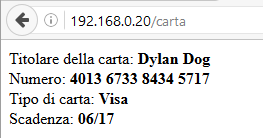 192.168.0.20/carta
Titolare della carta: Dylan Dog
Numero: 4013 6733 8434 5717
Tipo di carta: Visa
Scadenza: 06/17